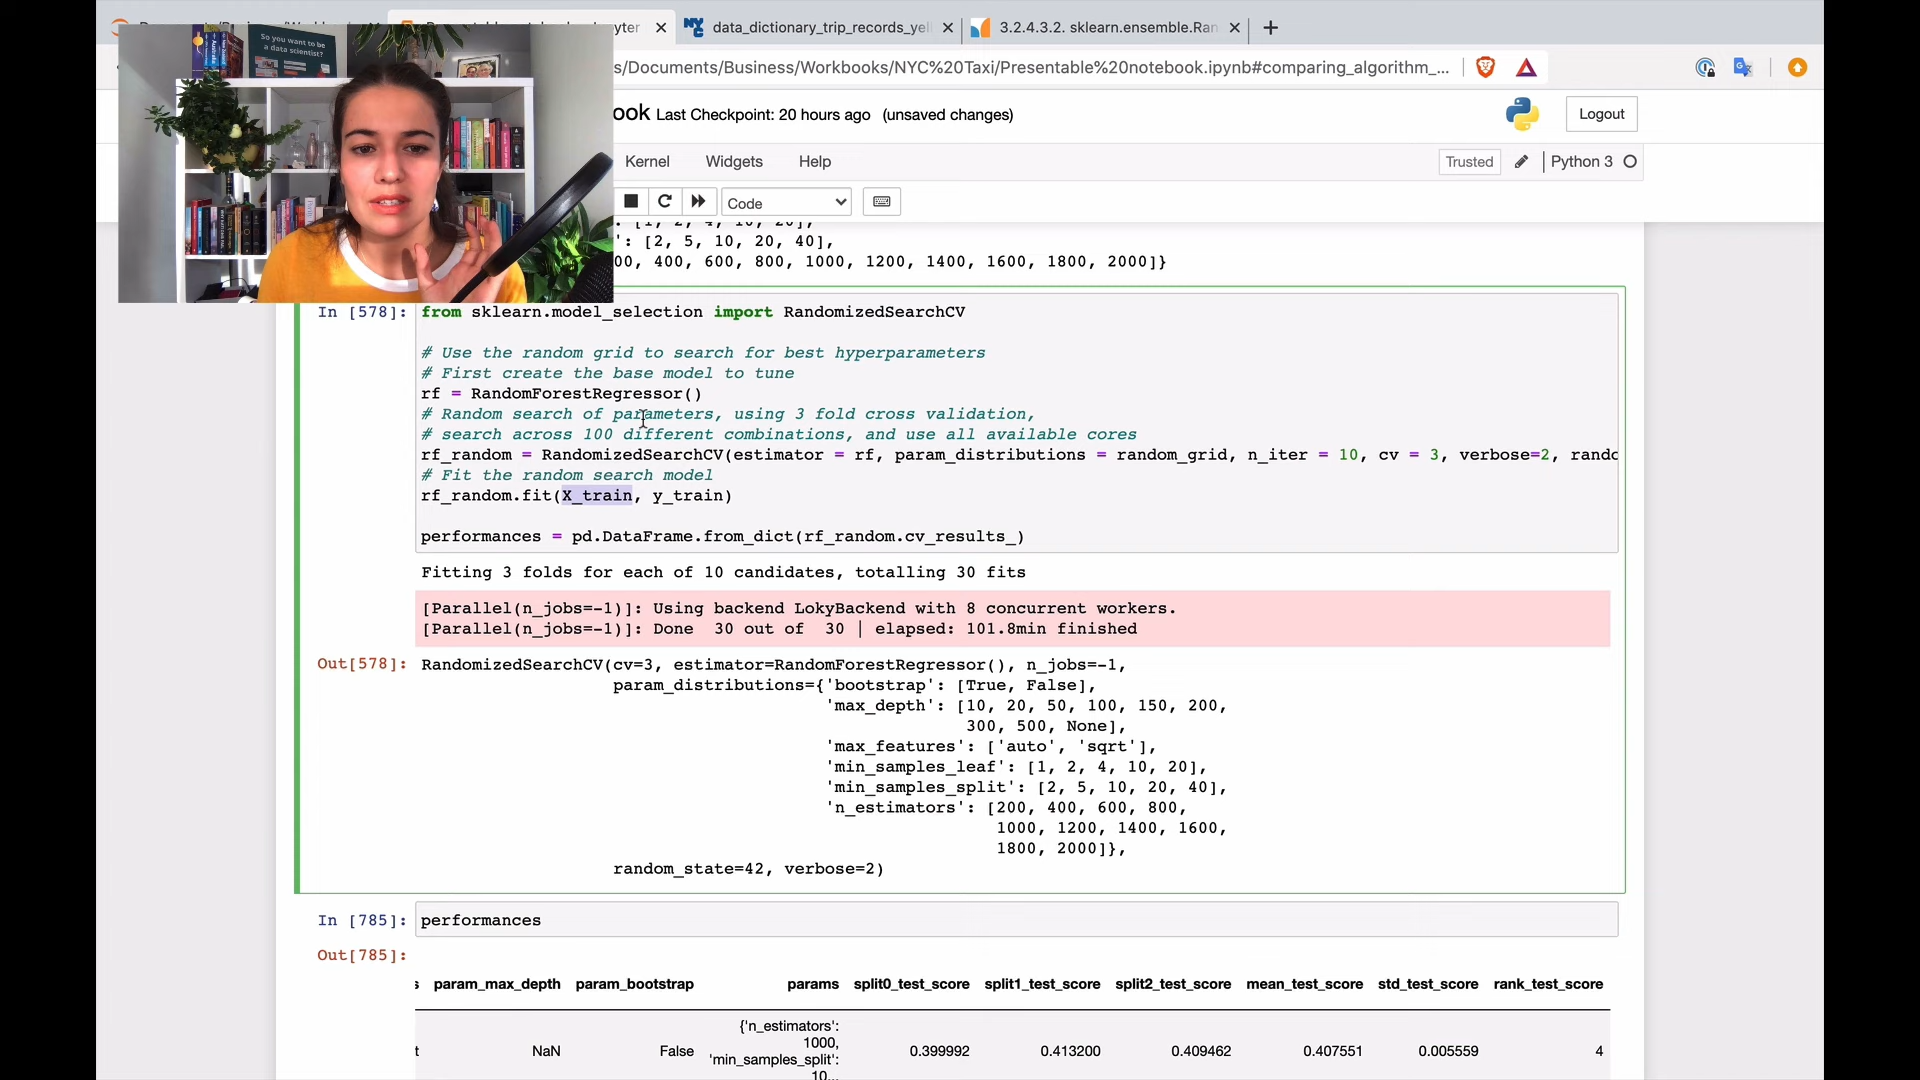 So you want to be
a data scientist?
data_dictionary_trip_records_yel
3.2.4.3.2. sklearn.ensemble.Ran
s/Documents/Business/Workbooks/NYC%20Taxi/Presentable%20notebook.ipynb#comparing_algorithm_...
ook Last Checkpoint: 20 hours ago (unsaved changes)
Logout
Kernel Widgets Help
Trusted Python 3
Code
': [2, 5, 10, 20, 40],
00, 400, 600, 800, 1000, 1200, 1400, 1600, 1800, 2000]}
In [578]: from sklearn.model_selection import RandomizedSearchCV
# Use the random grid to search for best hyperparameters
# First create the base model to tune
rf = RandomForestRegressor()
# Random search of parameters, using 3 fold cross validation,
# search across 100 different combinations, and use all available cores
rf_random = RandomizedSearchCV(estimator = rf, param_distributions = random_grid, n_iter = 10, cv = 3, verbose=2, rando
# Fit the random search model
rf_random.fit(X_train, y_train)
performances = pd.DataFrame.from_dict(rf_random.cv_results_)
Fitting 3 folds for each of 10 candidates, totalling 30 fits
[Parallel(n_jobs=-1)]: Using backend LokyBackend with 8 concurrent workers.
[Parallel(n_jobs=-1)]: Done 30 out of 30 | elapsed: 101.8min finished
Out[578]: RandomizedSearchCV(cv=3, estimator=RandomForestRegressor(), n_jobs=-1,
param_distributions={'bootstrap': [True, False],
'max_depth': [10, 20, 50, 100, 150, 200,
300, 500, None],
'max_features': ['auto', 'sqrt'],
'min_samples_leaf': [1, 2, 4, 10, 20],
'min_samples_split': [2, 5, 10, 20, 40],
'n_estimators': [200, 400, 600, 800,
1000, 1200, 1400, 1600,
1800, 2000]},
random_state=42, verbose=2)
In [785]: performances
Out[785]:
s param_max_depth param_bootstrap params split0_test_score split1_test_score split2_test_score mean_test_score std_test_score rank_test_score
{'n_estimators':
1000,
t NaN False 'min_samples_split': 0.399992 0.413200 0.409462 0.407551 0.005559 4
10...